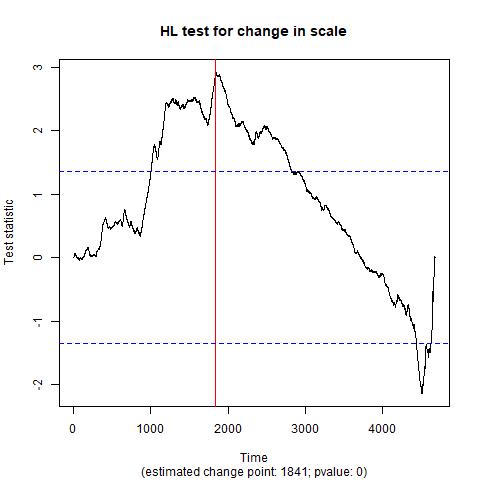 HL test for change in scale
Test statistic
3
2
1
0
-1
-2
0 1000 2000 3000 4000
Time
(estimated change point: 1841; pvalue: 0)